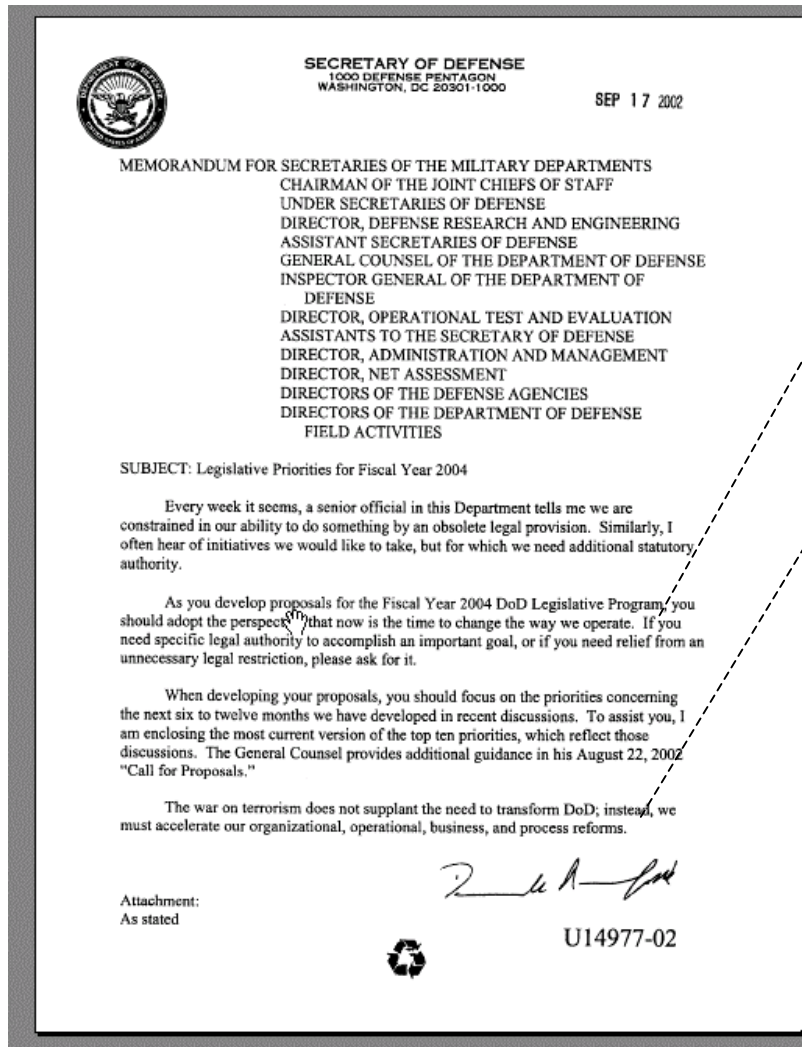 SECRETARY OF DEFENSE
1000 DEFENSE PENTAGON
WASHINGTON, DC 20301-1000
SEP 17 2002
DEPARTMENT OF DEFENSE
UNITED STATES OF AMERICA
MEMORANDUM FOR SECRETARIES OF THE MILITARY DEPARTMENTS
CHAIRMAN OF THE JOINT CHIEFS OF STAFF
UNDER SECRETARIES OF DEFENSE
DIRECTOR, DEFENSE RESEARCH AND ENGINEERING
ASSISTANT SECRETARIES OF DEFENSE
GENERAL COUNSEL OF THE DEPARTMENT OF DEFENSE
INSPECTOR GENERAL OF THE DEPARTMENT OF
DEFENSE
DIRECTOR, OPERATIONAL TEST AND EVALUATION
ASSISTANTS TO THE SECRETARY OF DEFENSE
DIRECTOR, ADMINISTRATION AND MANAGEMENT
DIRECTOR, NET ASSESSMENT
DIRECTORS OF THE DEFENSE AGENCIES
DIRECTORS OF THE DEPARTMENT OF DEFENSE
FIELD ACTIVITIES
SUBJECT: Legislative Priorities for Fiscal Year 2004
Every week it seems, a senior official in this Department tells me we are
constrained in our ability to do something by an obsolete legal provision. Similarly, I
often hear of initiatives we would like to take, but for which we need additional statutory
authority.
As you develop proposals for the Fiscal Year 2004 DoD Legislative Program, you
should adopt the that now is the time to change the way we operate. If you
need specific legal authority to accomplish an important goal, or if you need relief from an
unnecessary legal restriction, please ask for it.
When developing your proposals, you should focus on the priorities concerning
the next six to twelve months we have developed in recent discussions. To assist you, I
am enclosing the most current version of the top ten priorities, which reflect those
discussions. The General Counsel provides additional guidance in his August 22, 2002
“Call for Proposals.”
The war on terrorism does not supplant the need to transform DoD; instead, we
must accelerate our organizational, operational, business, and process reforms.
Attachment:
As stated
U14977-02